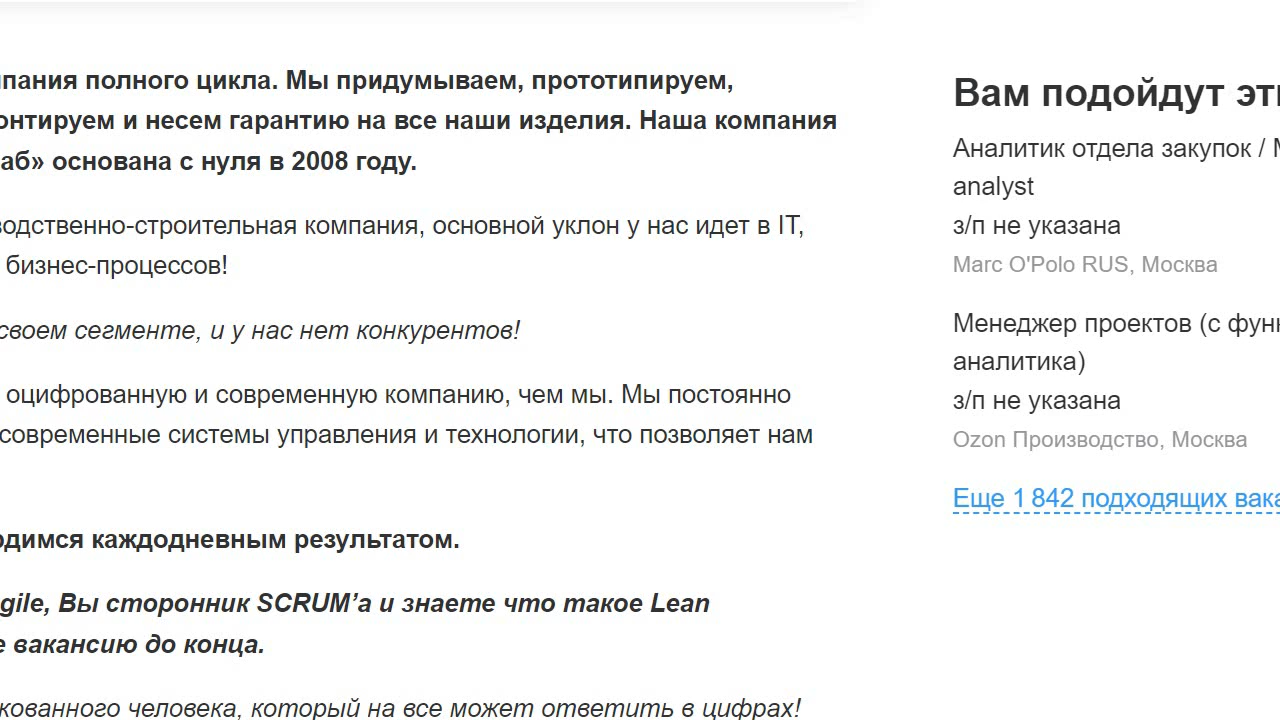 пания полного цикла. Мы придумываем, прототипируем,
онтируем и несем гарантию на все наши изделия. Наша компания
аб» основана с нуля в 2008 году.
водственно-строительная компания, основной уклон у нас идет в IT,
бизнес-процессов!
своем сегменте, и у нас нет конкурентов!
оцифрованную и современную компанию, чем мы. Мы постоянно
современные системы управления и технологии, что позволяет нам
рдимся каждодневным результатом.
gile, Вы сторонник SCRUM’а и знаете что такое Lean
е вакансию до конца.
кованного человека, который на все может ответить в цифрах!
Вам подойдут эти
Аналитик отдела закупок / M
analyst
з/п не указана
Marc O'Polo RUS, Москва
Менеджер проектов (с функ
аналитика)
з/п не указана
Ozon Производство, Москва
Еще 1 842 подходящих вака